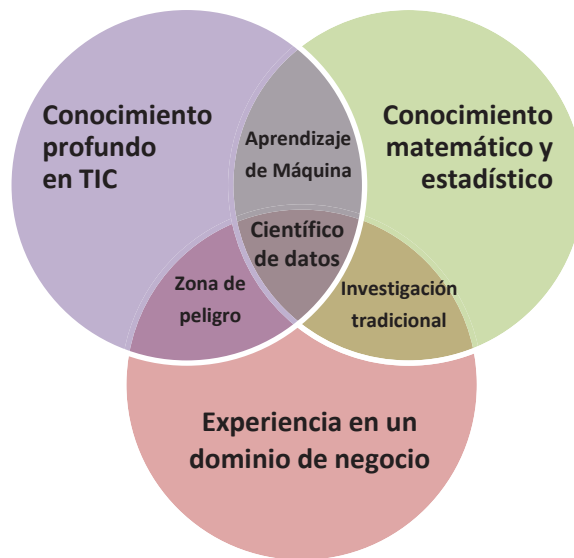 Conocimiento
profundo
en TIC
Conocimiento
matemático y
estadístico
Aprendizaje
de Máquina
Científico
de datos
Zona de
peligro
Investigación
tradicional
Experiencia en un
dominio de negocio